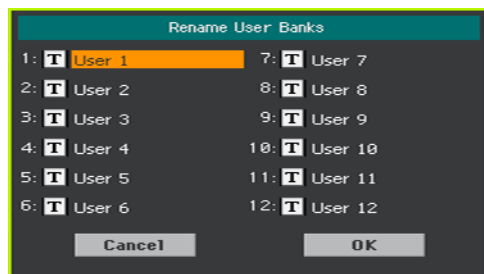 Rename User Banks
1: T User 1
2: T User 2
3: T User 3
4: T User 4
5: T User 5
6: T User 6
7: T User 7
8: T User 8
9: T User 9
10: T User 10
11: T User 11
12: T User 12
Cancel
OK